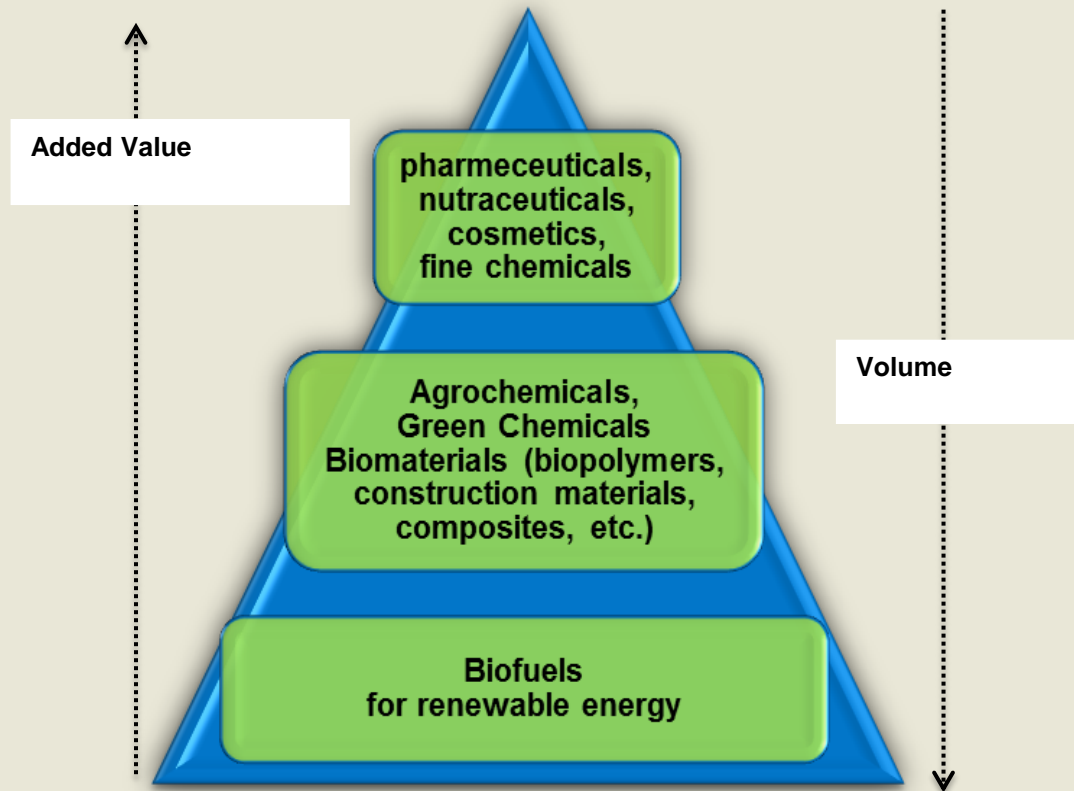 Added Value
pharmeceuticals,
nutraceuticals,
cosmetics,
fine chemicals
Volume
Agrochemicals,
Green Chemicals
Biomaterials (biopolymers,
construction materials,
composites, etc.)
Biofuels
for renewable energy